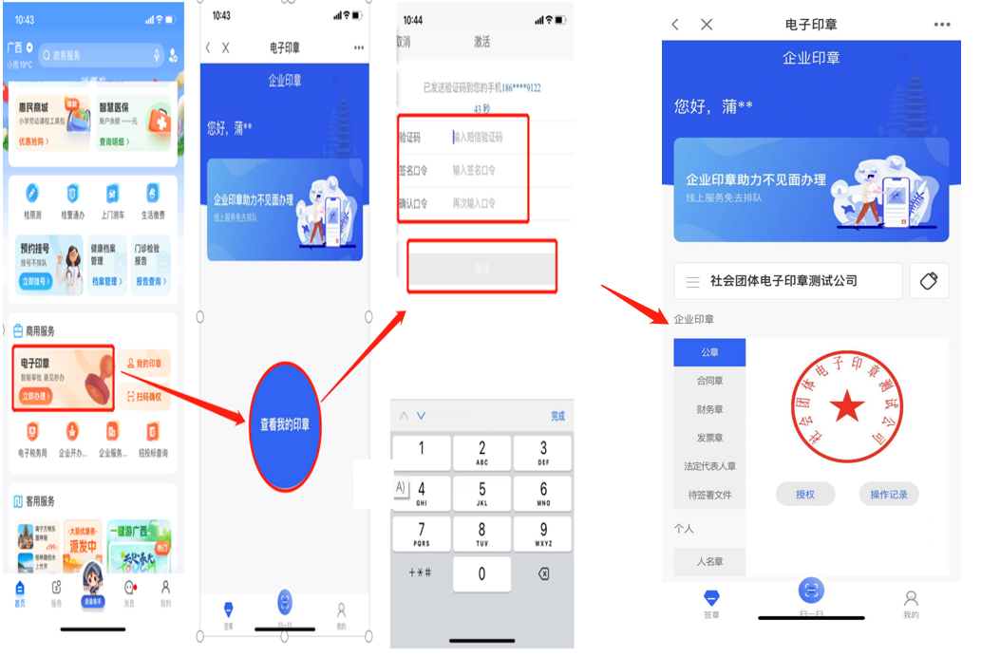 10:43
广西
小雨19°C
政务服务
惠民商城
小学劳动课程工具包
优惠抢购 >
爆款
智慧医保
账户余额 -----元
查询明细 >
桂原测
桂警通办
上门测车
生活缴费
预约挂号
挂号不排队
立即挂号 >
健康档案
管理
档案管理 >
门诊检验
报告
报告查询 >
商用服务
电子印章
智能审批 意见秒办
立即办理 >
我的印章
扫码确权
电子税务局
企业开办...
企业服务...
招投标查询
客用服务
大额优惠券
派发中
一键游广西
热门
首页
服务
消息
我的
10:43
电子印章
企业印章
您好，蒲**
企业印章助力不见面办理
线上服务免去排队
查看我的印章
签章
扫一扫
我的
10:44
取消
激活
已发送验证码到您的手机186****9122
43 秒
验证码
输入短信验证码
签名口令
输入签名口令
确认口令
再次输入口令
激活
完成
1
2
ABC
3
DEF
A)
4
GHI
5
JKL
6
MNO
7
PQRS
8
TUV
9
WXYZ
+*#
0
电子印章
企业印章
您好，蒲**
企业印章助力不见面办理
线上服务免去排队
社会团体电子印章测试公司
企业印章
公章
合同章
财务章
发票章
法定代表人章
待签署文件
社会团体电子印章测试公司
授权
操作记录
个人
人名章
签章
扫一扫
我的